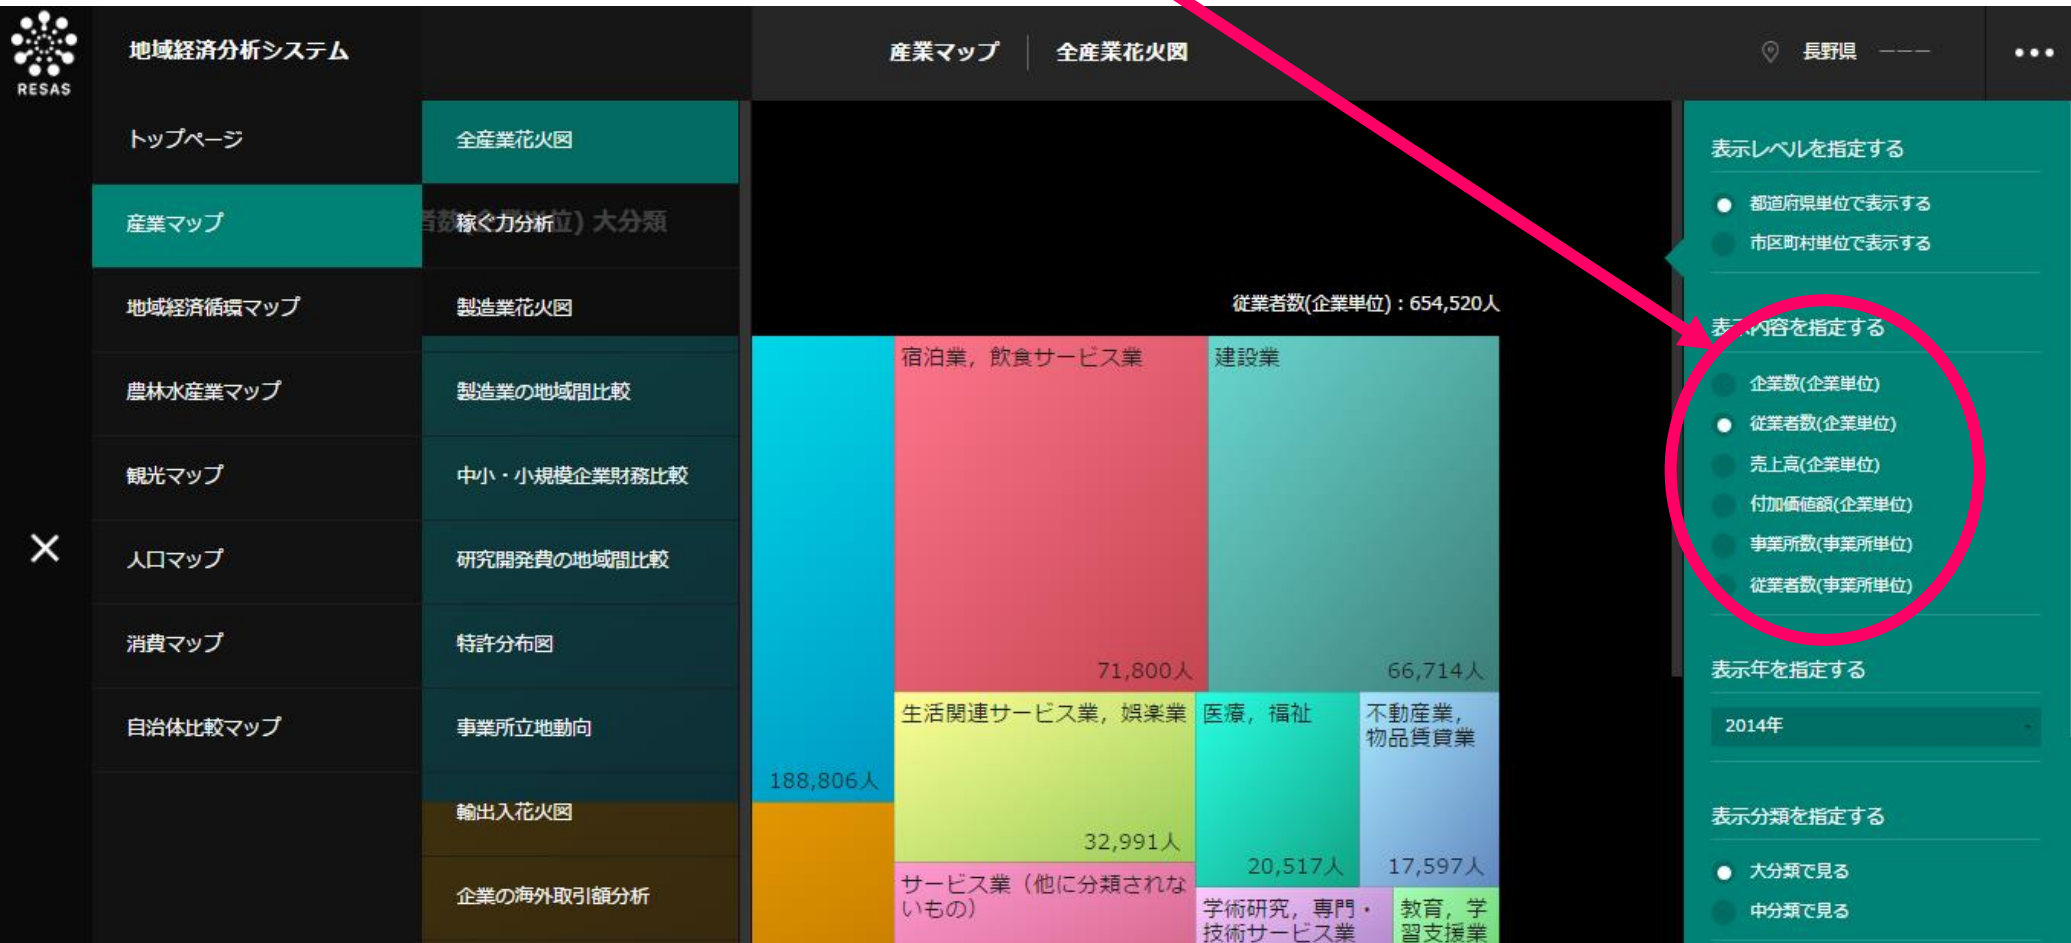 RESAS
地域経済分析システム
産業マップ
全産業花火図
長野県 ---
トップページ
産業マップ
地域経済循環マップ
農林水産業マップ
観光マップ
人口マップ
消費マップ
自治体比較マップ
全産業花火図
稼ぐ力分析
製造業花火図
製造業の地域間比較
中小・小規模企業財務比較
研究開発費の地域間比較
特許分布図
事業所立地動向
輸出入花火図
企業の海外取引額分析
位) 大分類
従業者数(企業単位) : 654,520人
188,806人
宿泊業, 飲食サービス業
71,800人
建設業
66,714人
生活関連サービス業, 娯楽業
32,991人
医療, 福祉
20,517人
不動産業,
物品賃貸業
17,597人
サービス業（他に分類されな
いもの）
学術研究, 専門・
技術サービス業
教育, 学
習支援業
表示レベルを指定する
都道府県単位で表示する
市区町村単位で表示する
表示内容を指定する
企業数(企業単位)
従業者数(企業単位)
売上高(企業単位)
付加価値額(企業単位)
事業所数(事業所単位)
従業者数(事業所単位)
表示年を指定する
2014年
表示分類を指定する
大分類で見る
中分類で見る